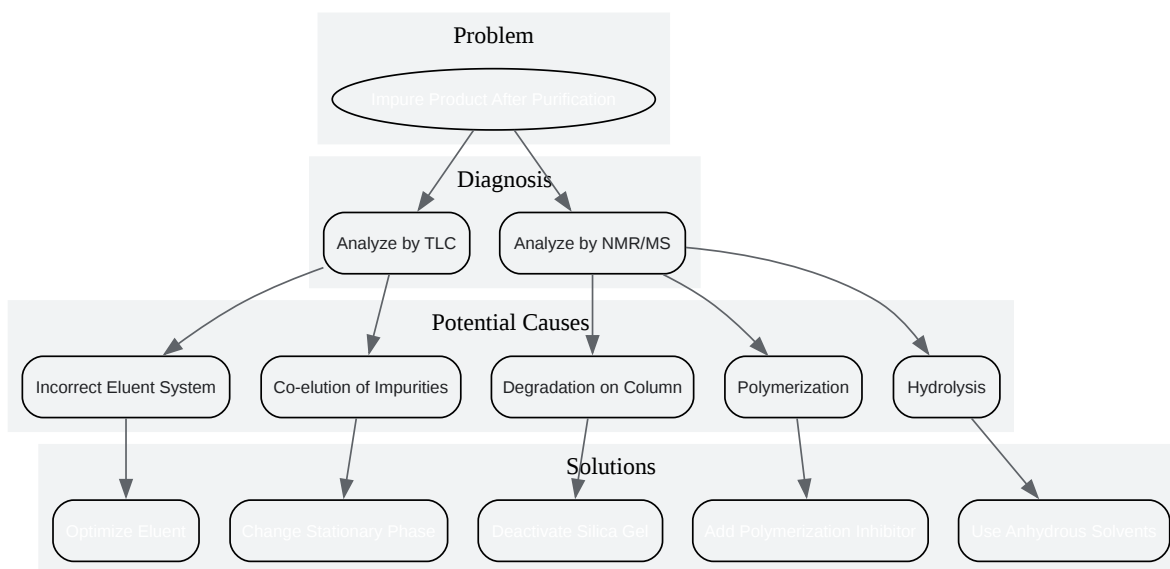 Problem
Impure Product After Purification
Diagnosis
Analyze by TLC
Analyze by NMR/MS
Potential Causes
Incorrect Eluent System
Co-elution of Impurities
Degradation on Column
Polymerization
Hydrolysis
Solutions
Optimize Eluent
Change Stationary Phase
Deactivate Silica Gel
Add Polymerization Inhibitor
Use Anhydrous Solvents